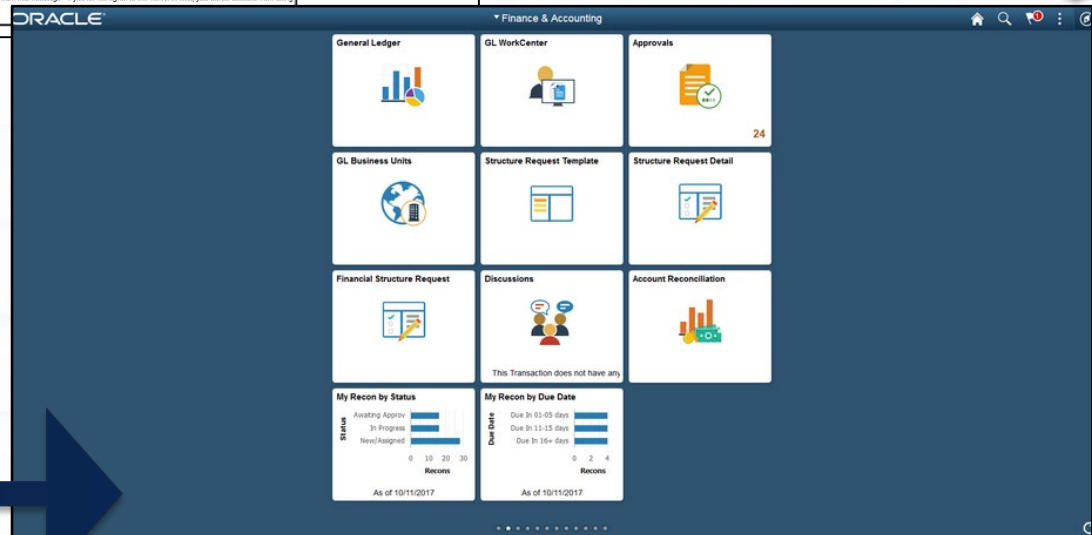 ORACLE
Finance & Accounting
1
General Ledger
GL WorkCenter
Approvals
24
GL Business Units
Structure Request Template
Structure Request Detail
Financial Structure Request
Discussions
This Transaction does not have any
Account Reconciliation
My Recon by Status
Status
Awaiting Approv
In Progress
New/Assigned
0 10 20 30
Recons
As of 10/11/2017
My Recon by Due Date
Due Date
Due In 01-05 days
Due In 11-15 days
Due In 16+ days
0 2 4
Recons
As of 10/11/2017